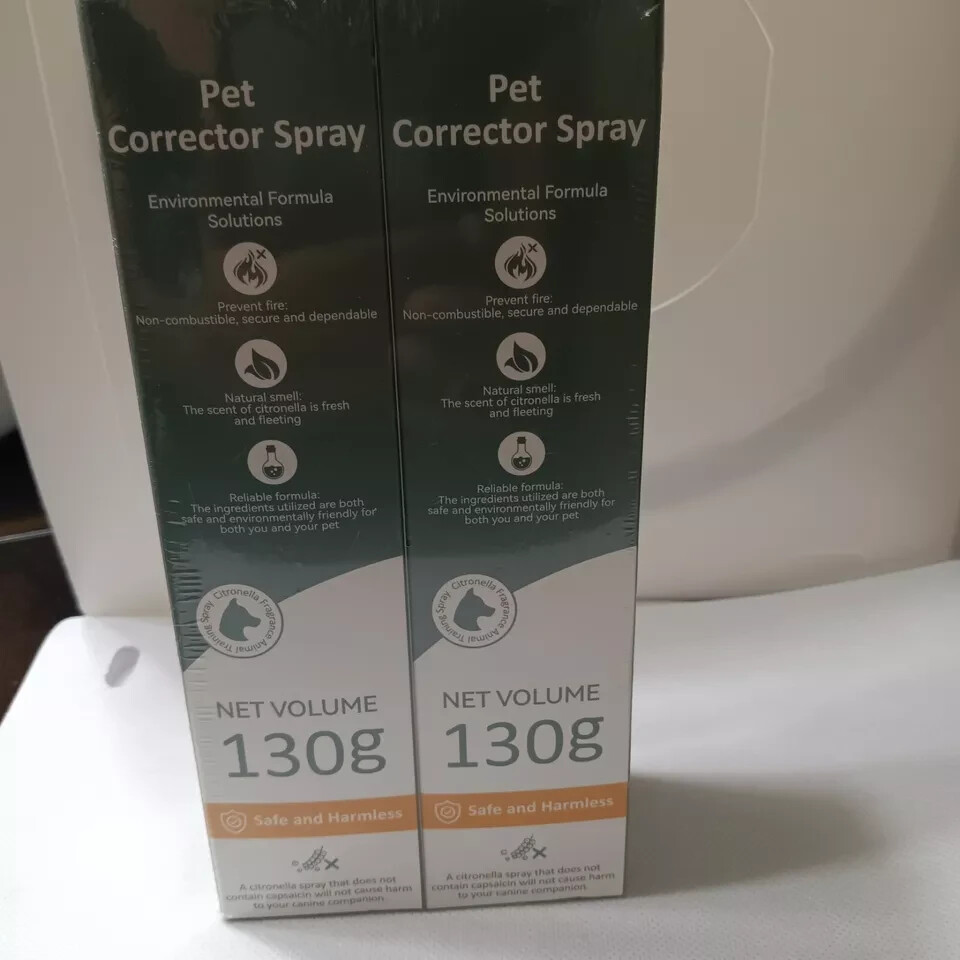 Pet
Corrector Spray
Environmental Formula
Solutions
Prevent fire:
Non-combustible, secure and dependable
Natural smell:
The scent of citronella is fresh
and fleeting
Reliable formula:
The ingredients utilized are both
safe and environmentally friendly for
both you and your pet
Citronella Fragrance Animal Training Spray
NET VOLUME
130g
Safe and Harmless
A citronella spray that does not
contain capsaicin will not cause harm
to your canine companion.
Pet
Corrector Spray
Environmental Formula
Solutions
Prevent fire:
Non-combustible, secure and dependable
Natural smell:
The scent of citronella is fresh
and fleeting
Reliable formula:
The ingredients utilized are both
safe and environmentally friendly for
both you and your pet
Citronella Fragrance Animal Training Spray
NET VOLUME
130g
Safe and Harmless
A citronella spray that does not
contain capsaicin will not cause harm
to your canine companion.